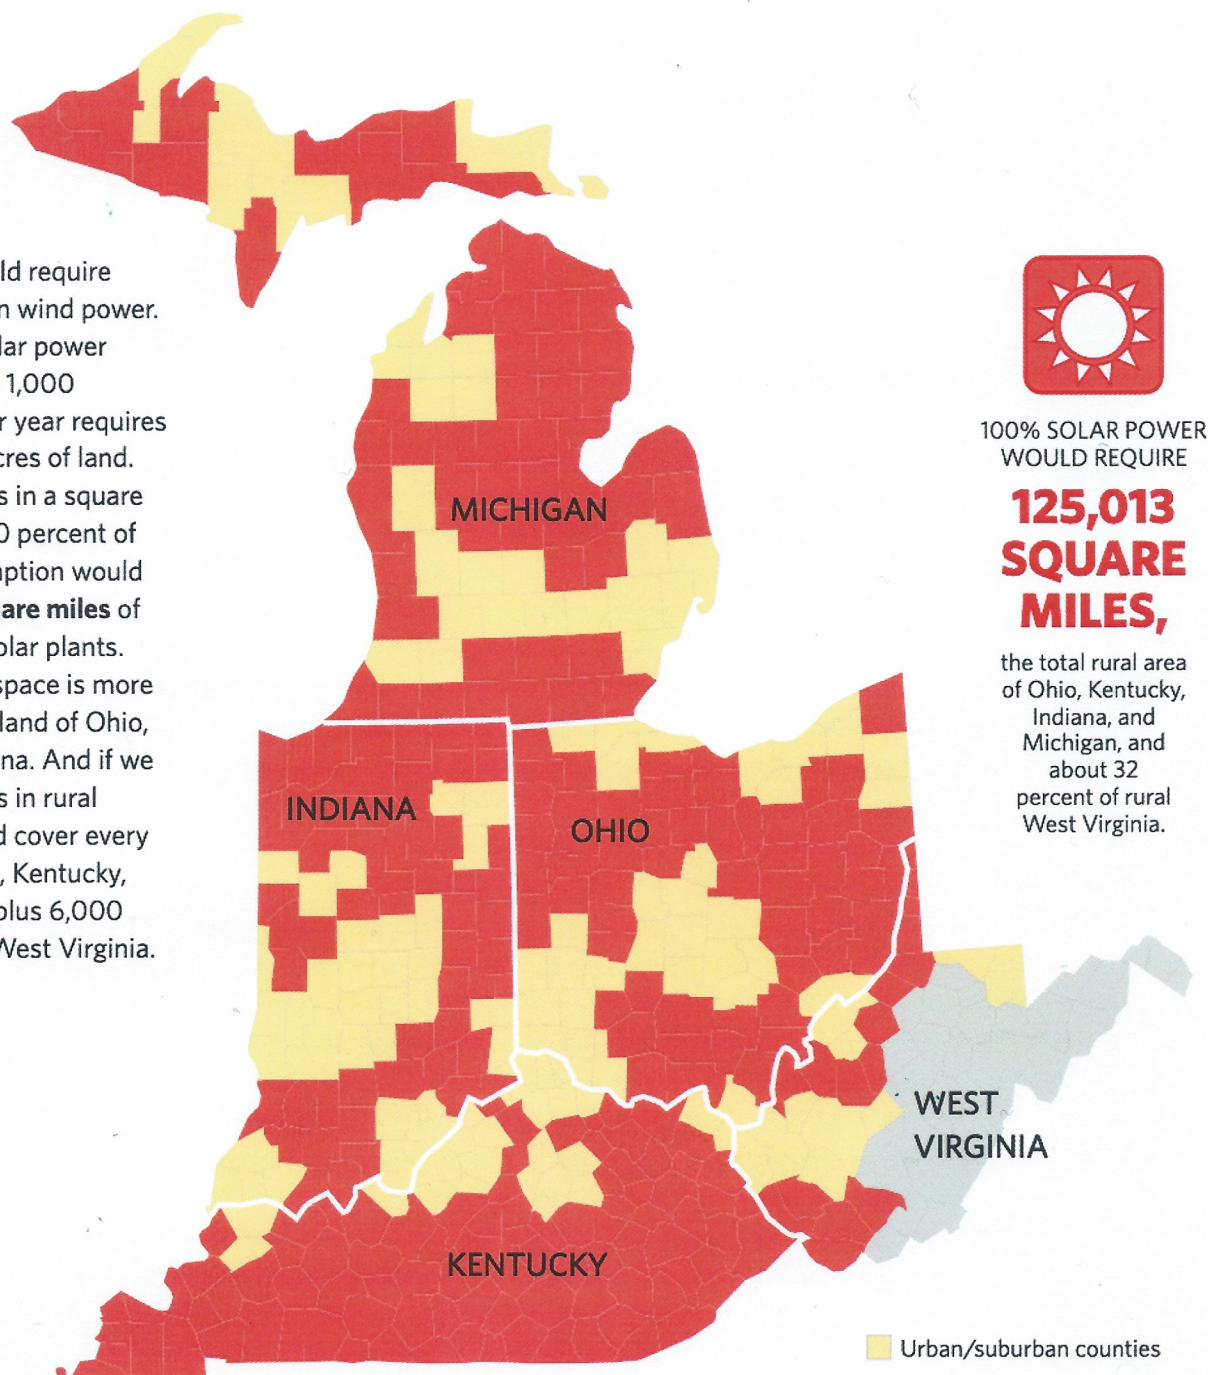 ld require
n wind power.
lar power
1,000
r year requires
cres of land.
s in a square
0 percent of
ption would
are miles of
olar plants.
space is more
land of Ohio,
na. And if we
s in rural
d cover every
, Kentucky,
plus 6,000
West Virginia.
MICHIGAN
INDIANA
OHIO
WEST
VIRGINIA
KENTUCKY
100% SOLAR POWER
WOULD REQUIRE
125,013
SQUARE
MILES,
the total rural area
of Ohio, Kentucky,
Indiana, and
Michigan, and
about 32
percent of rural
West Virginia.
Urban/suburban counties